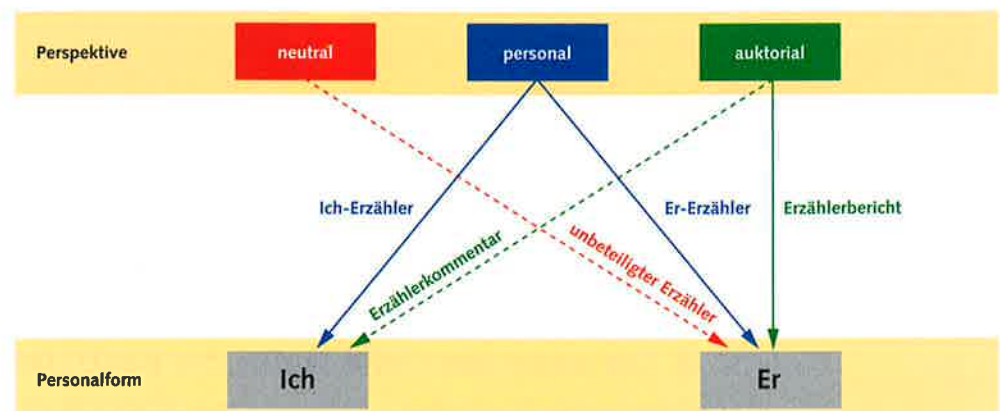 Perspektive
neutral
personal
auktorial
Ich-Erzähler
Er-Erzähler
Erzählerbericht
Erzählerkommentar
unbeteiligter Erzähler
Personalform
Ich
Er